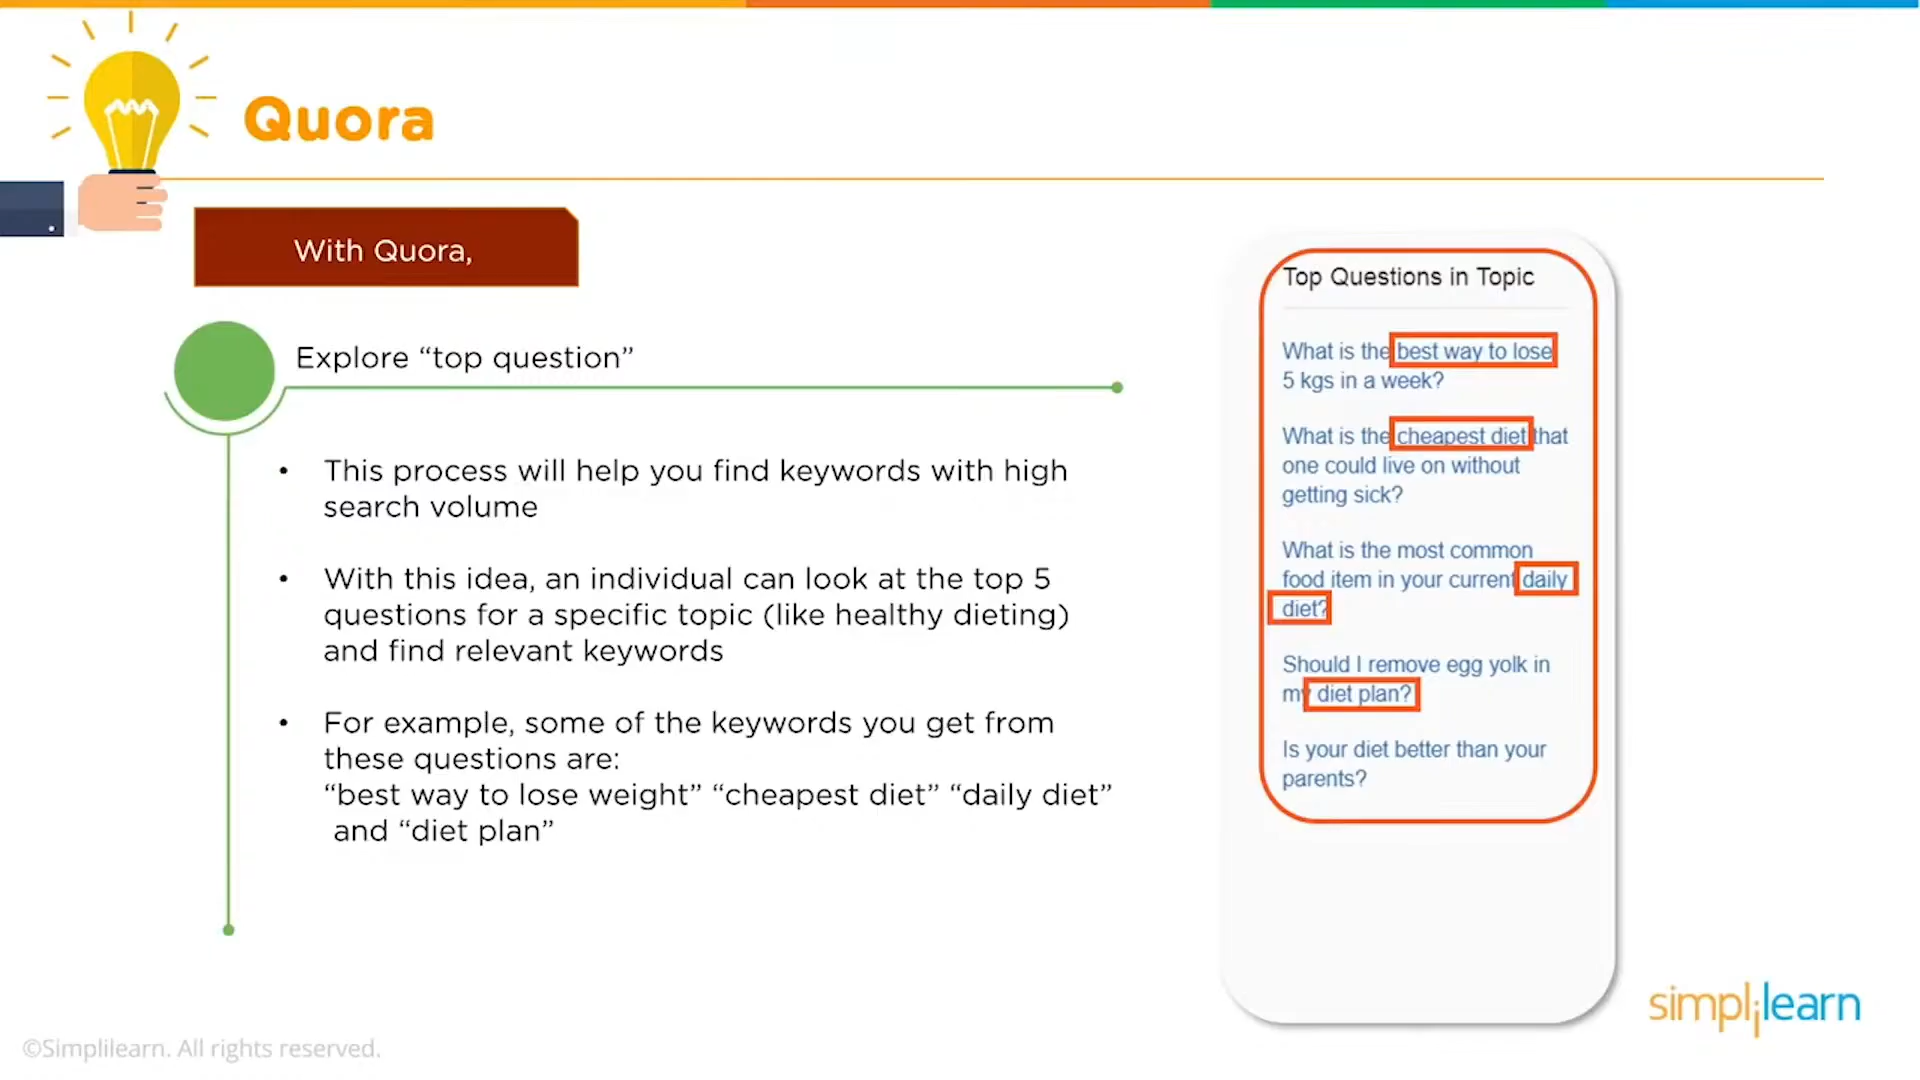 Quora
With Quora,
Explore “top question”
• This process will help you find keywords with high
search volume
• With this idea, an individual can look at the top 5
questions for a specific topic (like healthy dieting)
and find relevant keywords
• For example, some of the keywords you get from
these questions are:
“best way to lose weight” “cheapest diet” “daily diet”
and “diet plan”
Top Questions in Topic
What is the best way to lose
5 kgs in a week?
What is the cheapest diet that
one could live on without
getting sick?
What is the most common
food item in your current daily
diet?
Should I remove egg yolk in
my diet plan?
Is your diet better than your
parents?
simplilearn
©Simplilearn. All rights reserved.